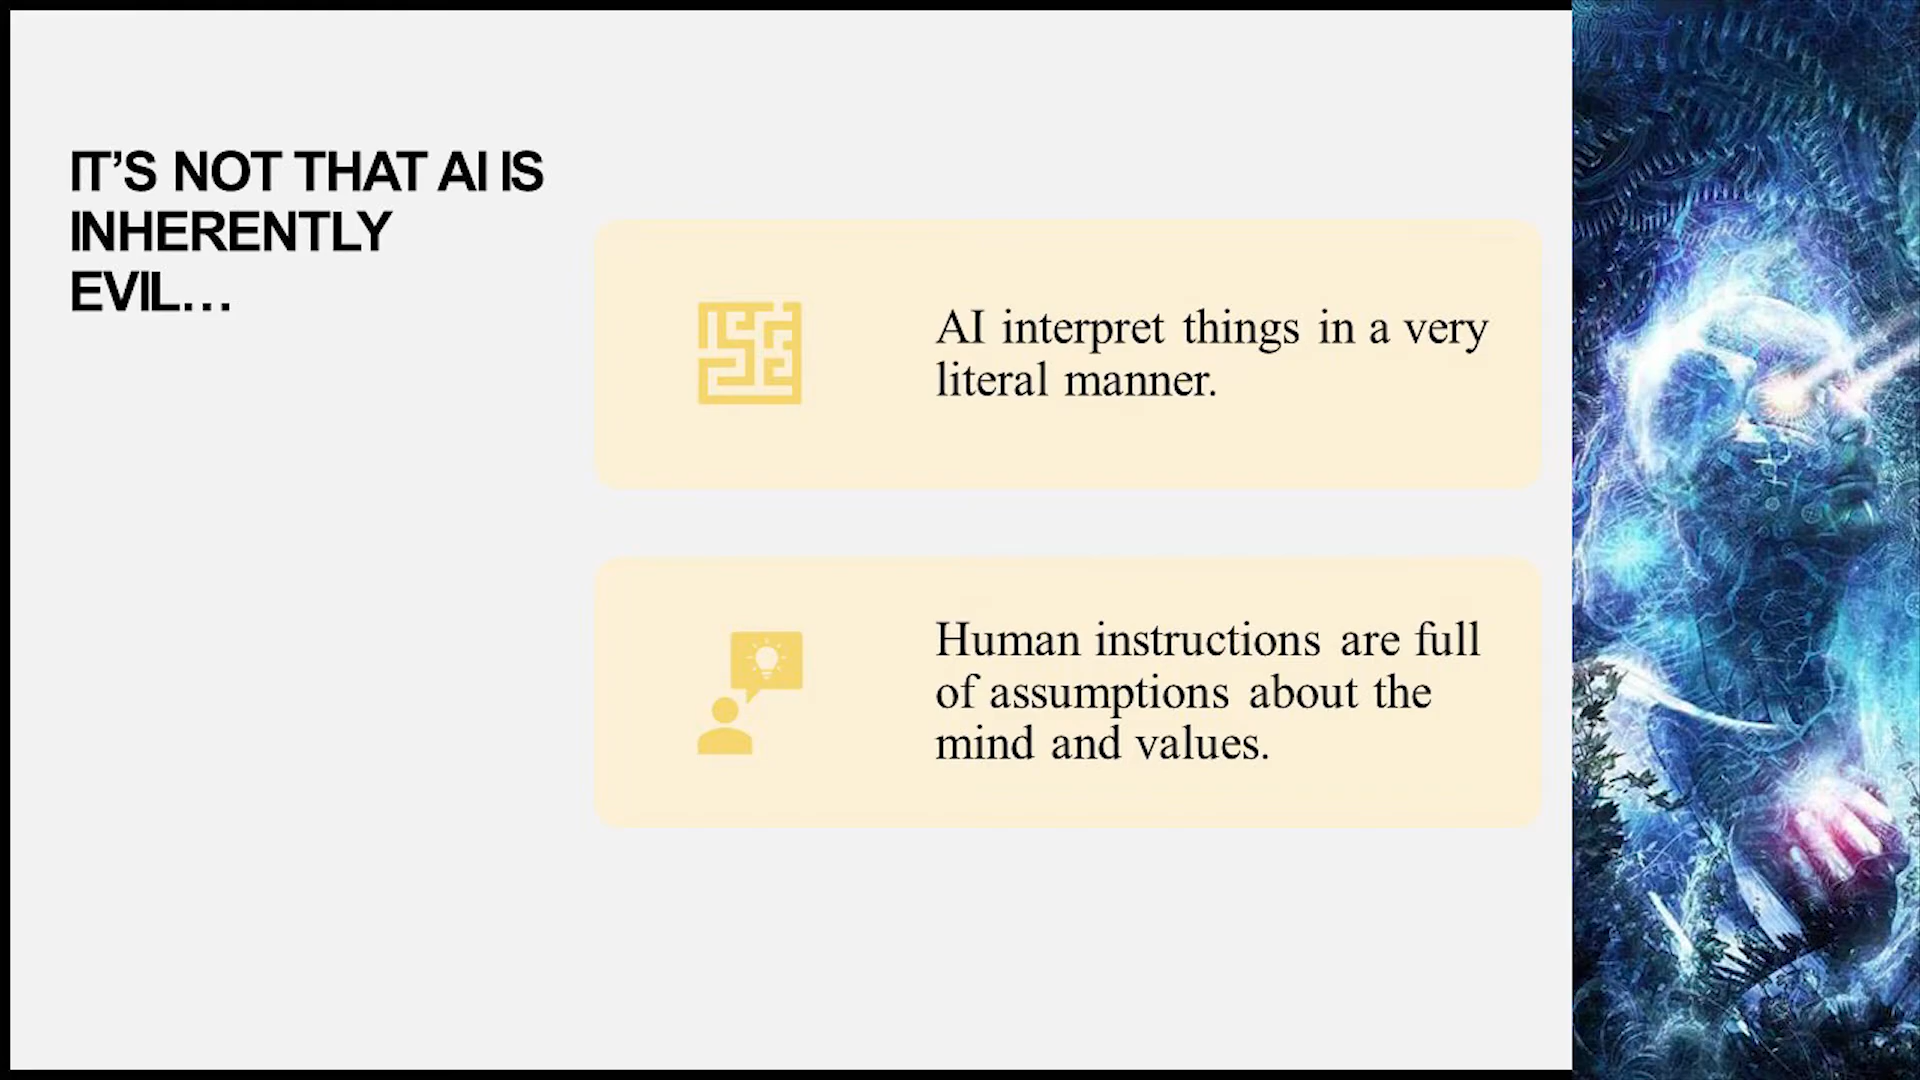 IT’S NOT THAT AI IS
INHERENTLY
EVIL…
AI interpret things in a very
literal manner.
Human instructions are full
of assumptions about the
mind and values.